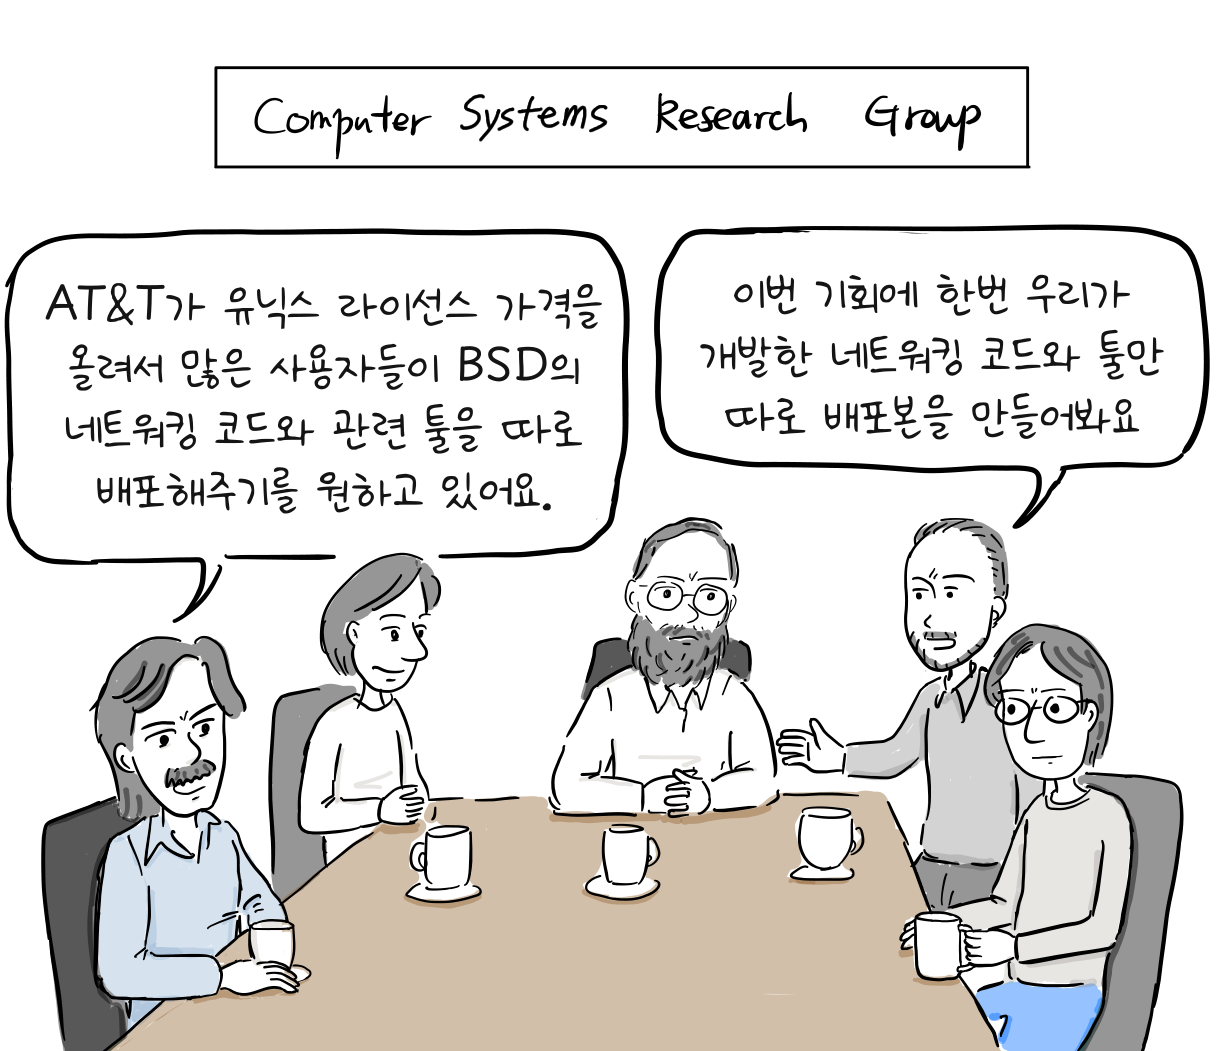 Computer Systems Research Group
AT&T가 유닉스 라이선스 가격을
올려서 많은 사용자들이 BSD의
네트워킹 코드와 관련 툴을 따로
배포해주기를 원하고 있어요.
이번 기회에 한번 우리가
개발한 네트워킹 코드와 툴만
따로 배포본을 만들어봐요